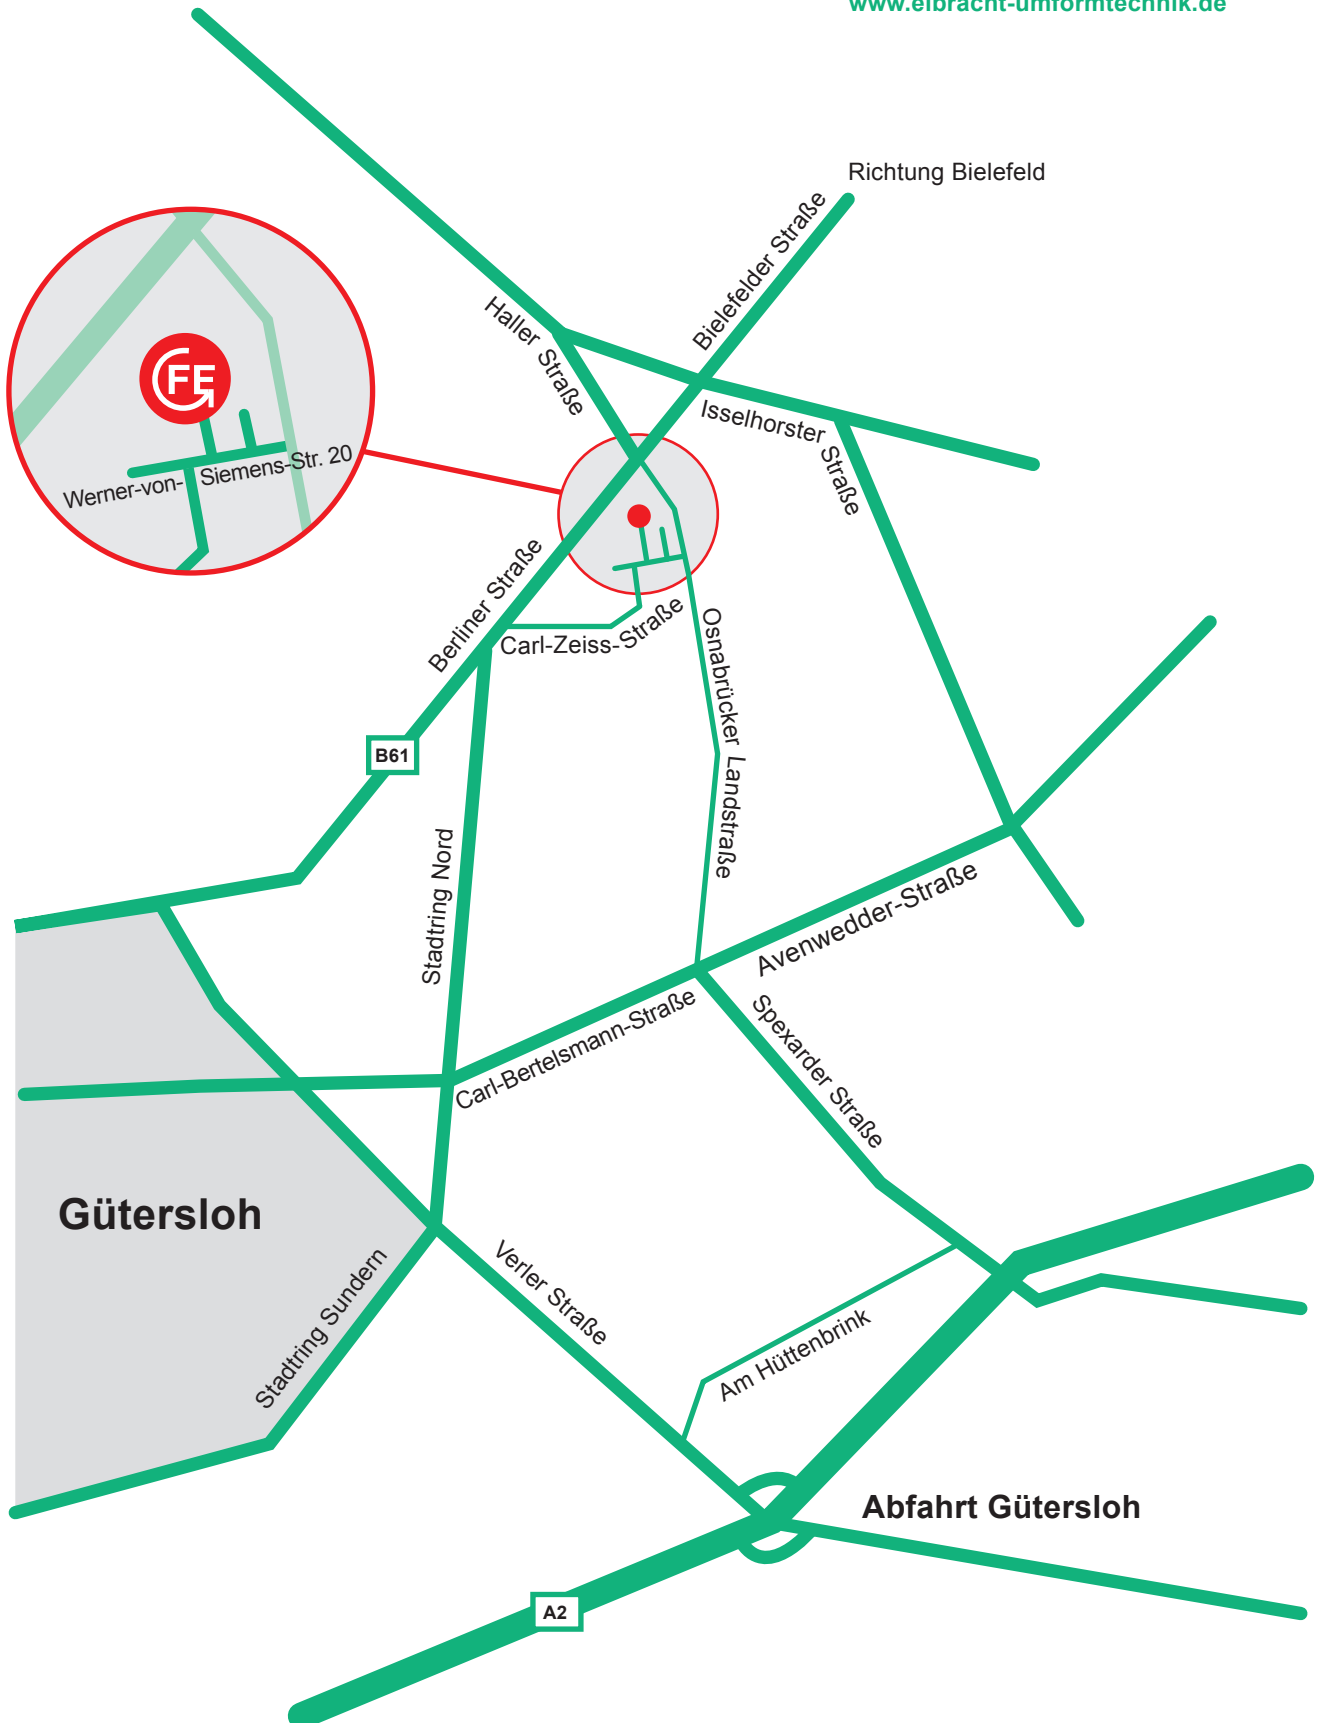 www.elbracht-umformtechnik.de
Richtung Bielefeld
Bielefelder Straße
Haller Straße
FE
Isselhorster Straße
Werner-von- Siemens-Str. 20
Berliner Straße
Carl-Zeiss-Straße
Osnabrücker Landstraße
B61
Stadtring Nord
Avenwedder-Straße
Carl-Bertelsmann-Straße
Spexarder Straße
Gütersloh
Verler Straße
Stadtring Sundern
Am Hüttenbrink
Abfahrt Gütersloh
A2